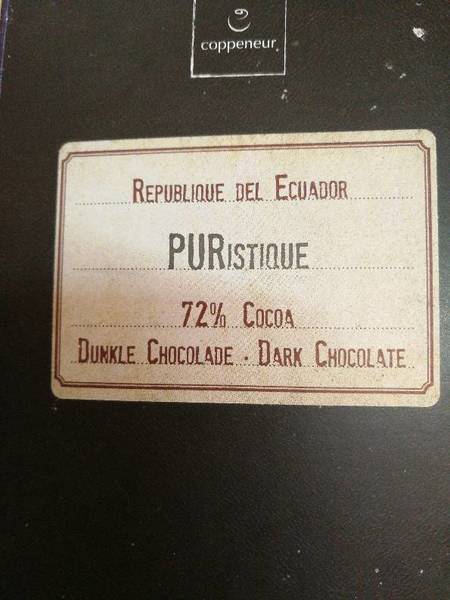 coppeneur
REPUBLIQUE DEL ECUADOR
PURISTIQUE
72% COCOA
DUNKLE CHOCOLADE · DARK CHOCOLATE